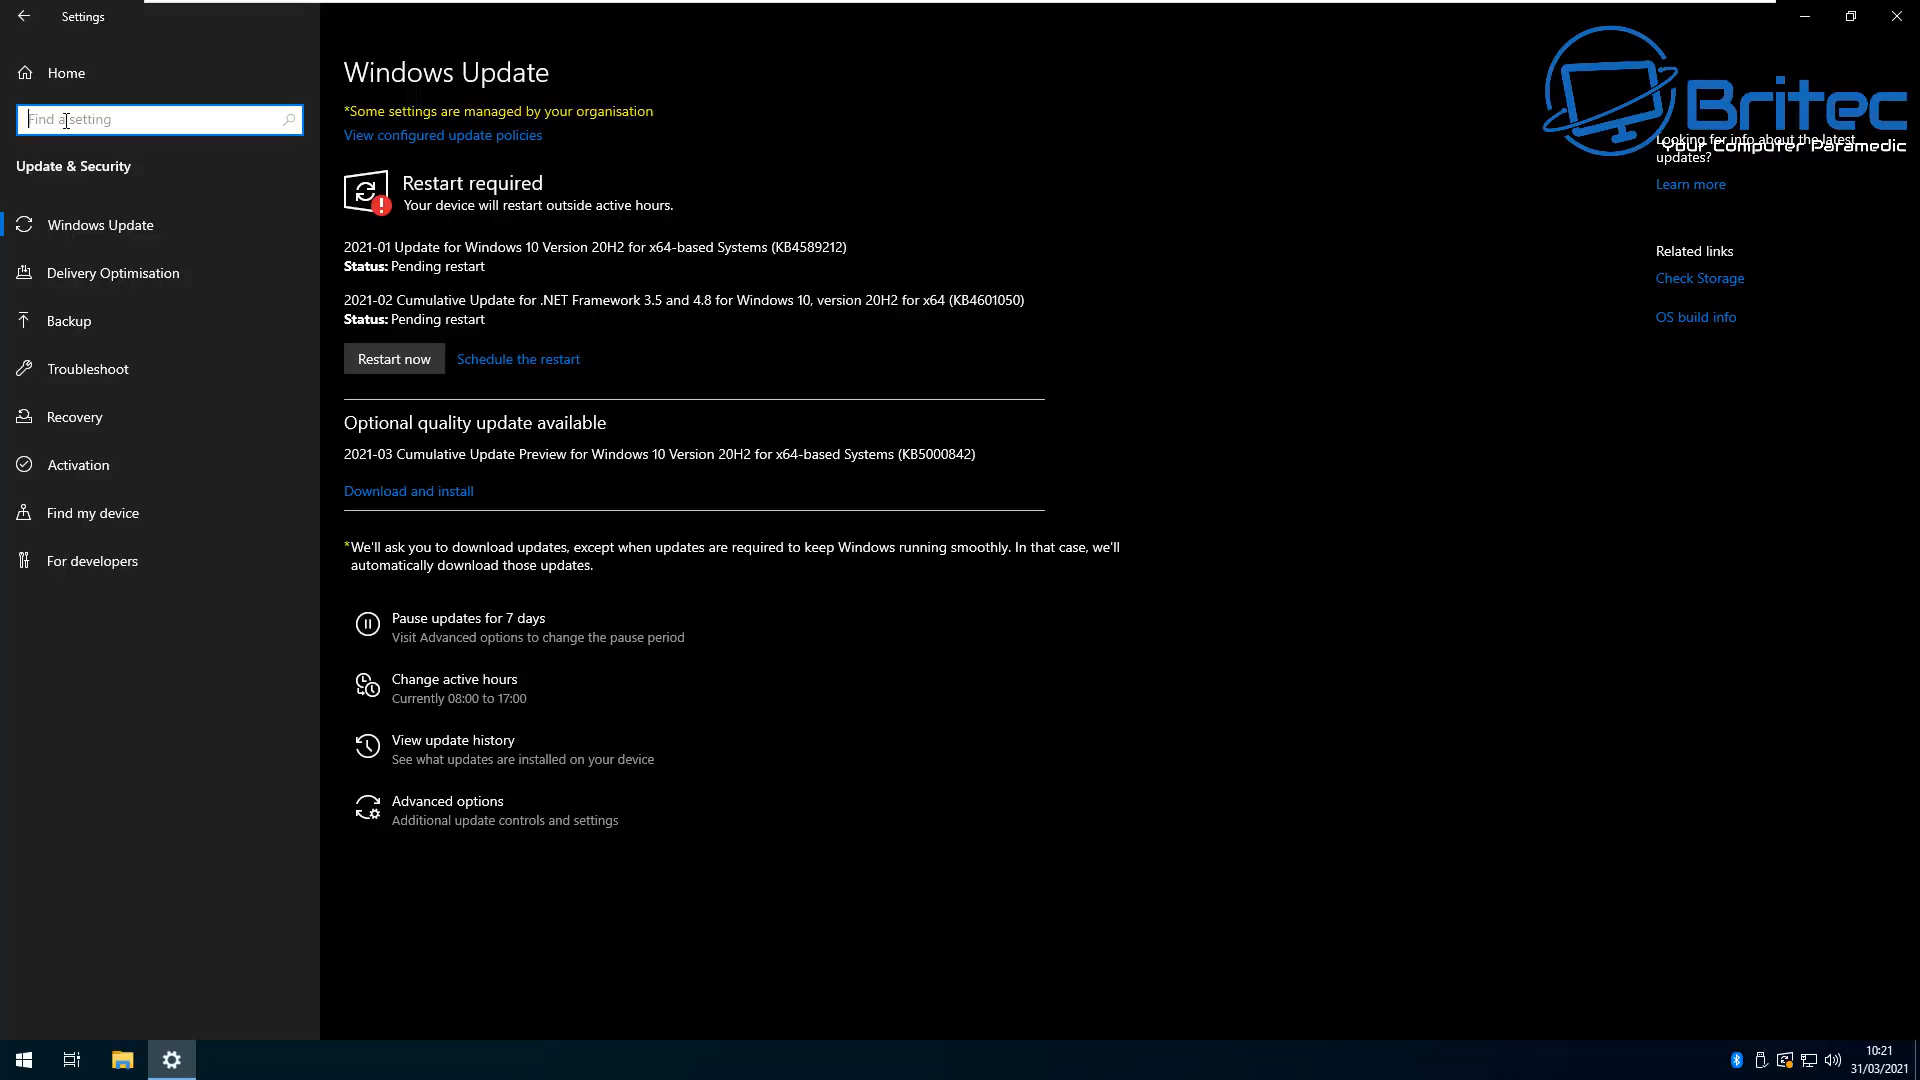 Settings
Home
Find a setting
Update & Security
Windows Update
Delivery Optimisation
Backup
Troubleshoot
Recovery
Activation
Find my device
For developers
Windows Update
*Some settings are managed by your organisation
View configured update policies
Restart required
Your device will restart outside active hours.
2021-01 Update for Windows 10 Version 20H2 for x64-based Systems (KB4589212)
Status: Pending restart
2021-02 Cumulative Update for .NET Framework 3.5 and 4.8 for Windows 10, version 20H2 for x64 (KB4601050)
Status: Pending restart
Restart now
Schedule the restart
Optional quality update available
2021-03 Cumulative Update Preview for Windows 10 Version 20H2 for x64-based Systems (KB5000842)
Download and install
*We'll ask you to download updates, except when updates are required to keep Windows running smoothly. In that case, we'll
automatically download those updates.
Pause updates for 7 days
Visit Advanced options to change the pause period
Change active hours
Currently 08:00 to 17:00
View update history
See what updates are installed on your device
Advanced options
Additional update controls and settings
Britec
Your Computer Paramedic
Looking for info about the latest
updates?
Learn more
Related links
Check Storage
OS build info
10:21
31/03/2021